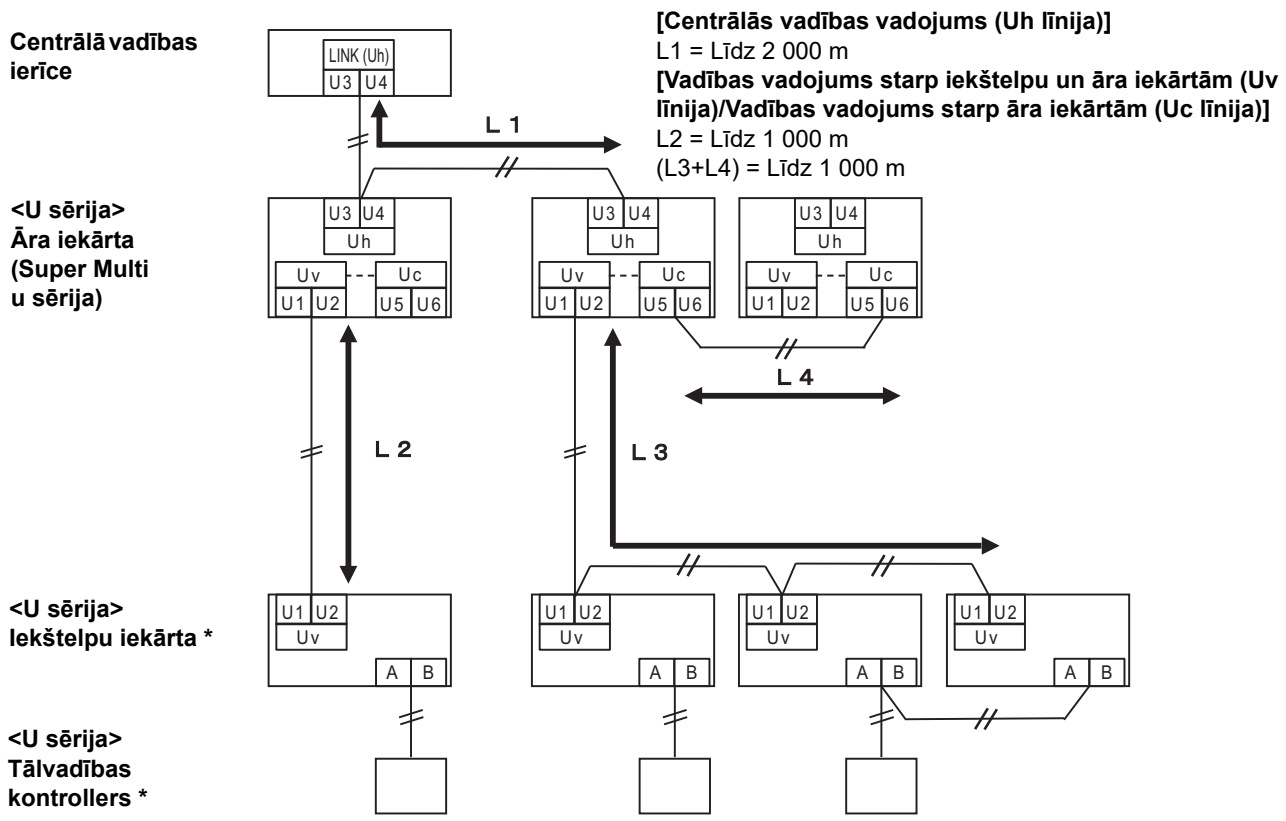 Centrālā vadības
ierīce
LINK (Uh)
U3 U4
[Centrālās vadības vadojums (Uh līnija)]
L1 = Līdz 2 000 m
[Vadības vadojums starp iekštelpu un āra iekārtām (Uv
līnija)/Vadības vadojums starp āra iekārtām (Uc līnija)]
L2 = Līdz 1 000 m
(L3+L4) = Līdz 1 000 m
L 1
<U sērija>
Āra iekārta
(Super Multi
u sērija)
U3 U4
Uh
Uv Uc
U1 U2 U5 U6
U3 U4
Uh
Uv Uc
U1 U2 U5 U6
U3 U4
Uh
Uv Uc
U1 U2 U5 U6
L 4
L 2
L 3
<U sērija>
Iekštelpu iekārta *
U1 U2
Uv
A B
U1 U2
Uv
A B
U1 U2
Uv
A B
U1 U2
Uv
A B
<U sērija>
Tālvadības
kontrollers *